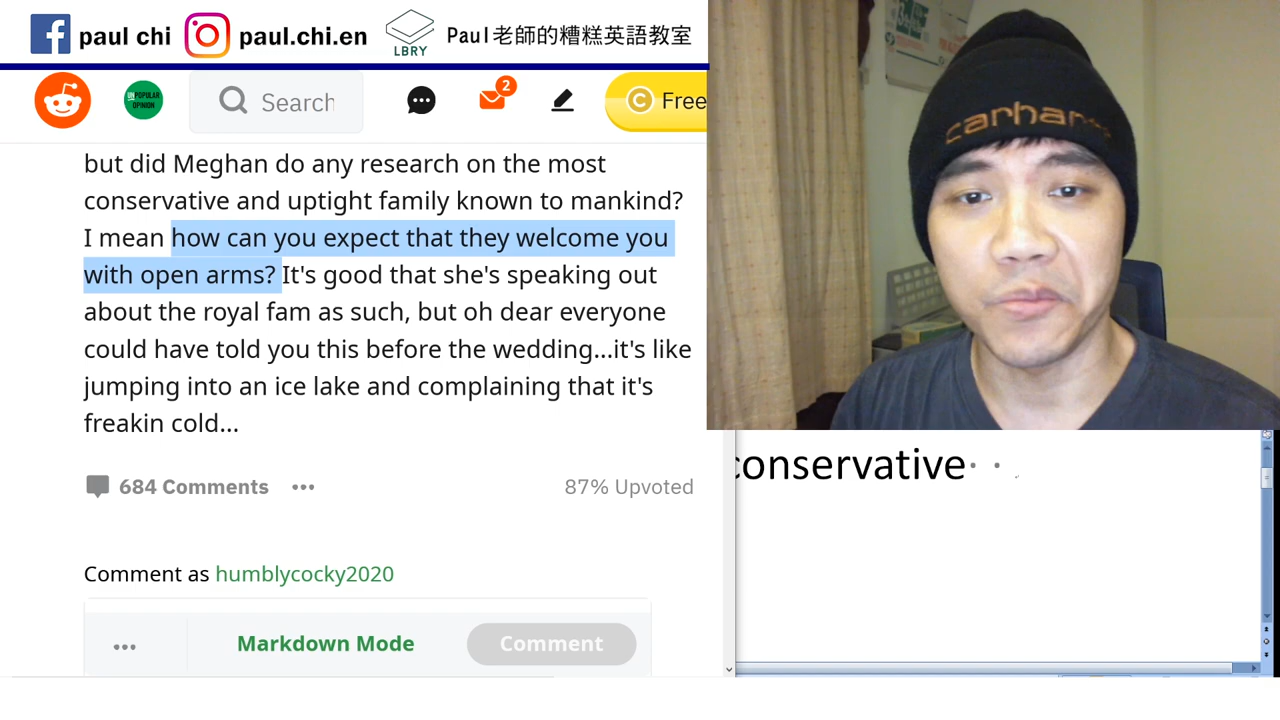 paul chi
paul.chi.en
LBRY
Paul老師的糟糕英語教室
UNPOPULAR
OPINION
Search
2
Free
carhartt
but did Meghan do any research on the most
conservative and uptight family known to mankind?
I mean how can you expect that they welcome you
with open arms? It's good that she's speaking out
about the royal fam as such, but oh dear everyone
could have told you this before the wedding...it's like
jumping into an ice lake and complaining that it's
freakin cold...
684 Comments
87% Upvoted
conservative
Comment as humblycocky2020
Markdown Mode
Comment